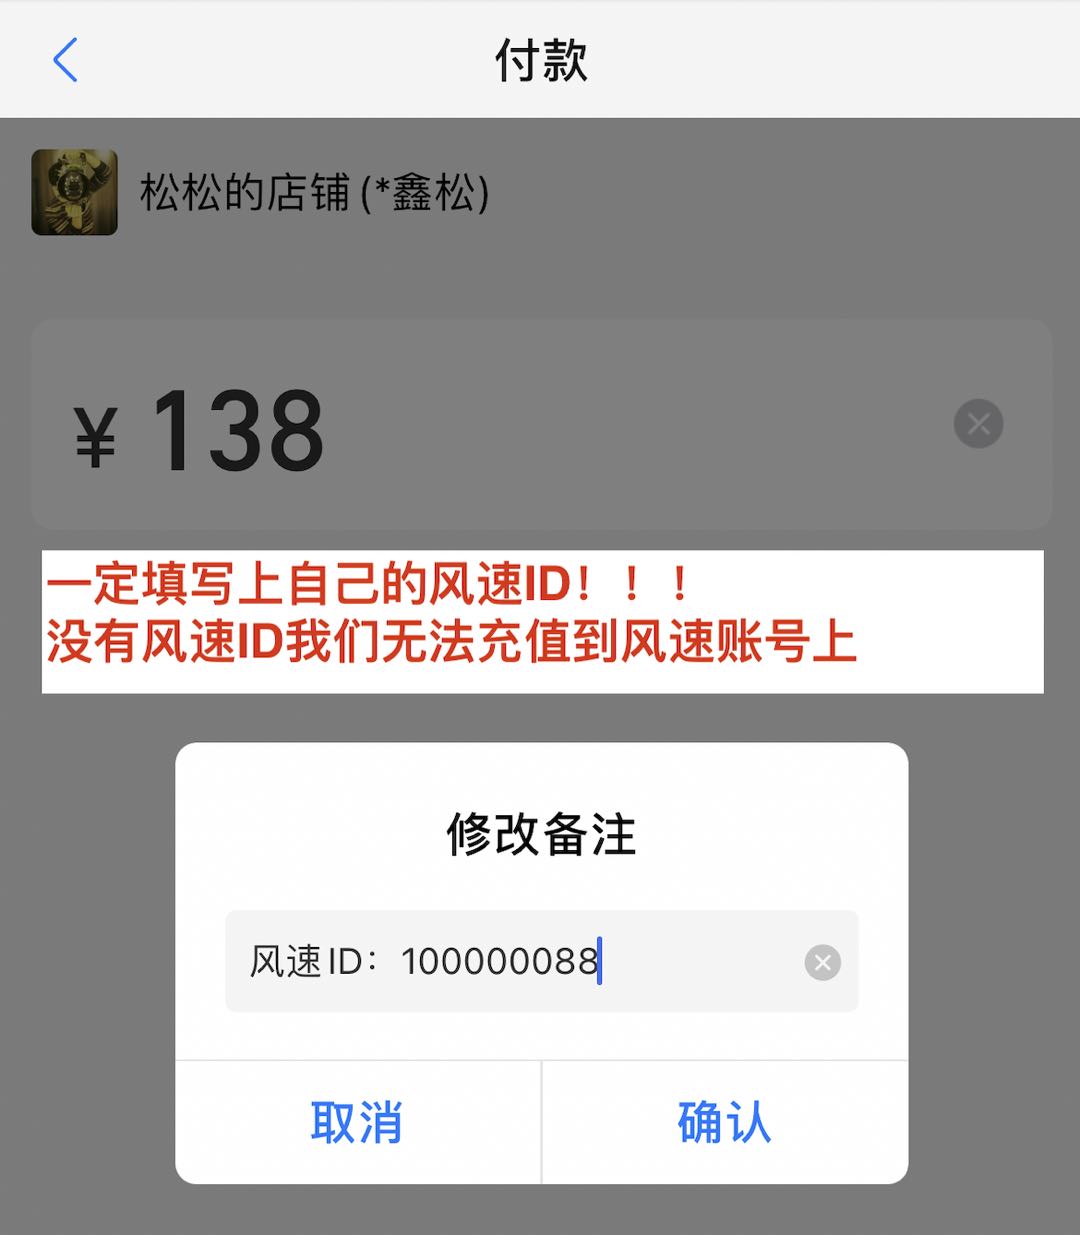 付款
松松的店铺(*鑫松)
¥ 138
一定填写上自己的风速ID！！！
没有风速ID我们无法充值到风速账号上
修改备注
风速ID：100000088
取消
确认